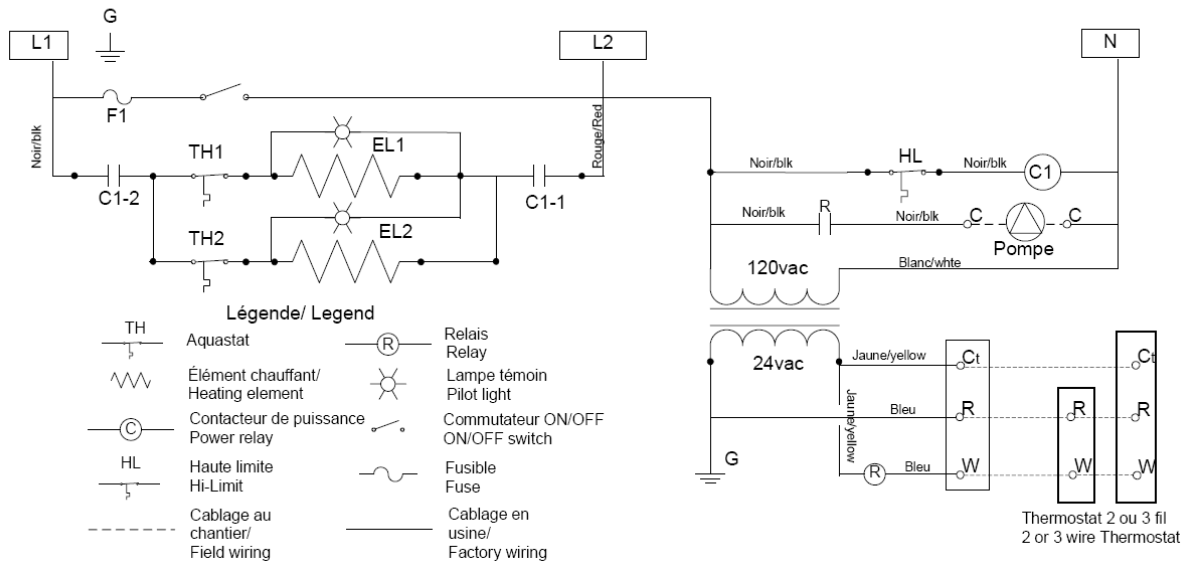 G
L1
L2
N
F1
Noir/blk
Rouge/Red
TH1
EL1
C1-2
C1-1
TH2
EL2
Noir/blk
HL
Noir/blk
C1
Noir/blk
R
Noir/blk
C
C
Pompe
Blanc/whte
120vac
24vac
Jaune/yellow
Ct
Ct
Jaune/yellow
Bleu
R
R
R
G
R
Bleu
W
W
W
Thermostat 2 ou 3 fil
2 or 3 wire Thermostat
Légende/ Legend
TH
Aquastat
R
Relais
Relay
Élément chauffant/
Heating element
Lampe témoin
Pilot light
C
Contacteur de puissance
Power relay
Commutateur ON/OFF
ON/OFF switch
HL
Haute limite
Hi-Limit
Fusible
Fuse
Cablage au
chantier/
Field wiring
Cablage en
usine/
Factory wiring